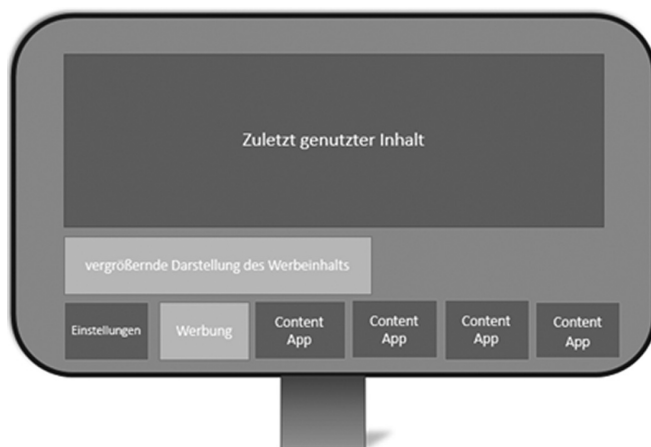 Zuletzt genutzter Inhalt
vergrößernde Darstellung des Werbeinhalts
Einstellungen
Werbung
Content
App
Content
App
Content
App
Content
App